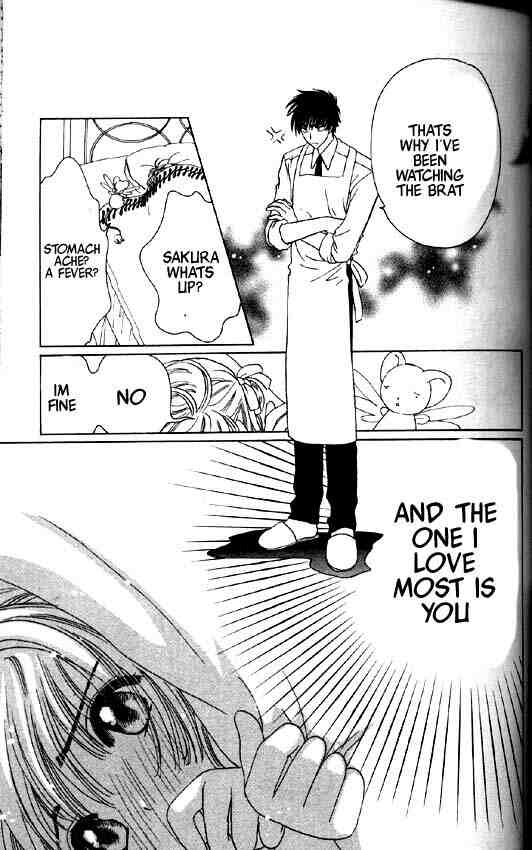 THATS
WHY I'VE
BEEN
WATCHING
THE BRAT
SAKURA
WHATS
UP?
STOMACH
ACHE?
A FEVER?
NO
IM
FINE
AND THE
ONE I
LOVE
MOST IS
YOU